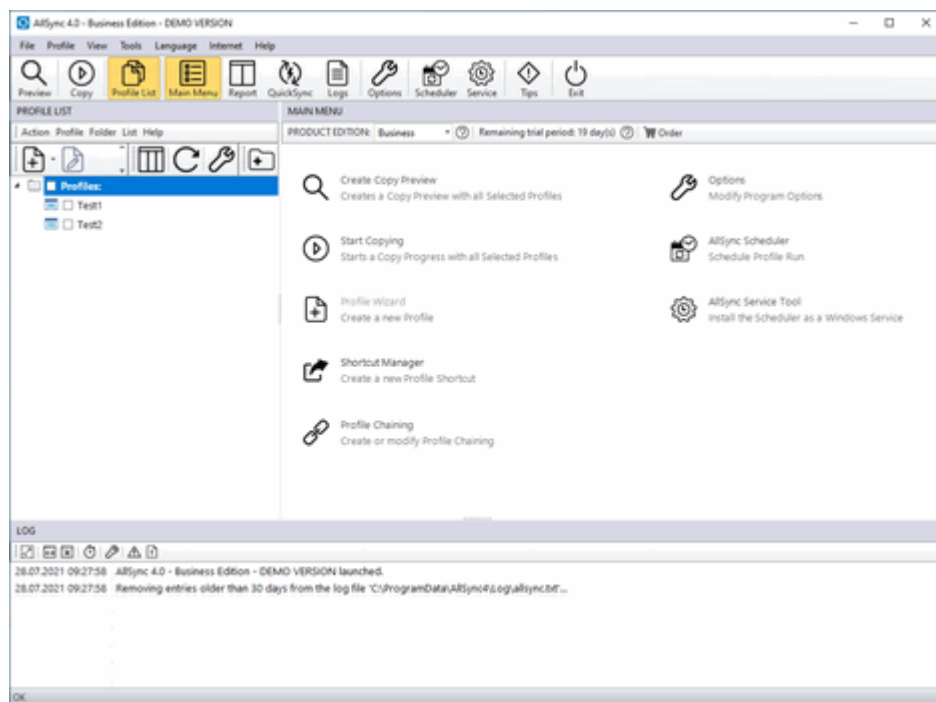 AllSync 4.0 - Business Edition - DEMO VERSION
File Profile View Tools Language Internet Help
Preview Copy Profile List Main Menu Report QuickSync Logs Options Scheduler Service Tips Exit
PROFILE LIST
MAIN MENU
Action Profile Folder List Help
PRODUCT EDITION: Business Remaining trial period: 19 day(s) Order
Profiles:
Test1
Test2
Create Copy Preview
Creates a Copy Preview with all Selected Profiles
Options
Modify Program Options
Start Copying
Starts a Copy Progress with all Selected Profiles
AllSync Scheduler
Schedule Profile Run
Profile Wizard
Create a new Profile
AllSync Service Tool
Install the Scheduler as a Windows Service
Shortcut Manager
Create a new Profile Shortcut
Profile Chaining
Create or modify Profile Chaining
LOG
28.07.2021 09:27:58 AllSync 4.0 - Business Edition - DEMO VERSION launched.
28.07.2021 09:27:58 Removing entries older than 30 days from the log file 'C:\ProgramData\AllSync4\Log\allsync.txt'...
OK